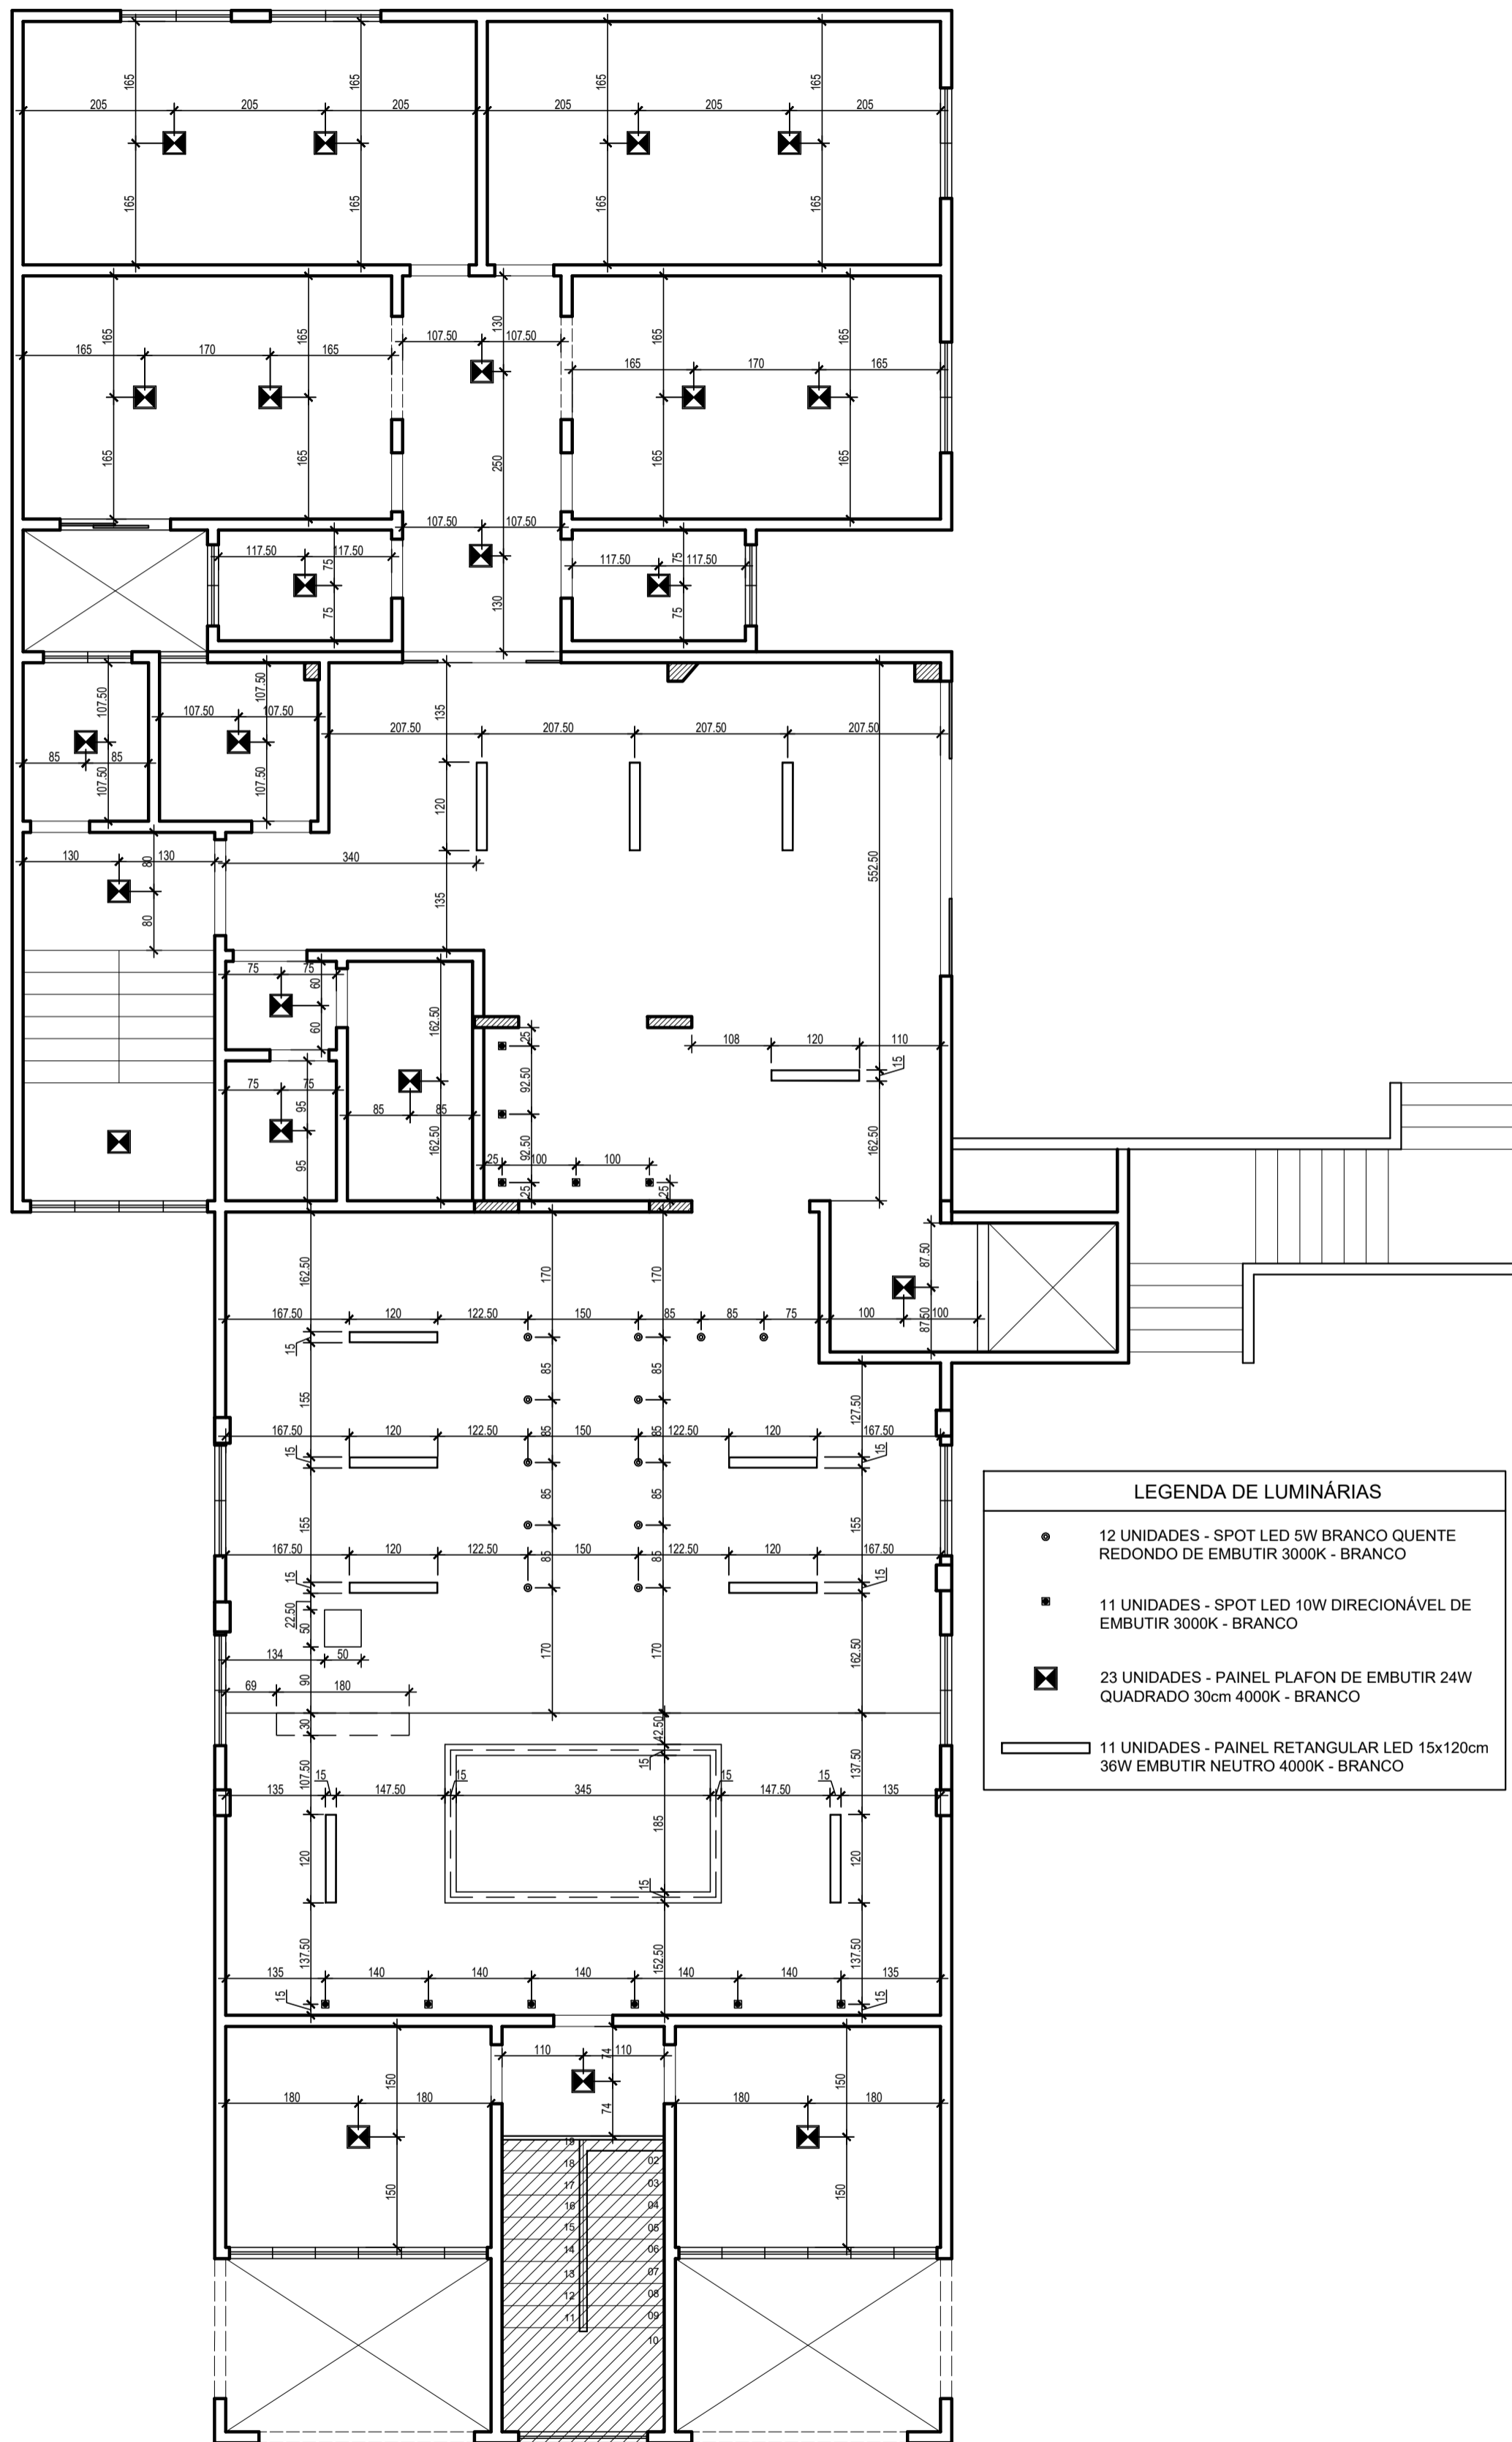 165 165
205 205 205 205 205 205
165 165 165 165
165 165
130
107.50 107.50
165 165 165 165
165 170 165 165 170 165
165 165 165 165
250
107.50 107.50
117.50 117.50 117.50 117.50
75 75
75 75
130
107.50 107.50 135 552.50
107.50 107.50
207.50 207.50 207.50 207.50
85 85
107.50 107.50
120
130 130 80 340
80 135
75 75 60 162.50
60
25
108 120 110
15
92.50
75 75 95
85 85
162.50 92.50 162.50
95 25 100 100
25 25
162.50 170 170 87.50
167.50 120 122.50 150 85 85 75 100 100
87.50
15
85 85
155 127.50
167.50 120 122.50 150 122.50 120 167.50
85 85
15 15
85 85
155 155
167.50 120 122.50 150 122.50 120 167.50
85 85
15 15
22.50
50
134 50
170 170 162.50
90
69 180
30 42.50
107.50 15 137.50
15 15 15 15
135 147.50 345 147.50 135
120 185 120
15
137.50 152.50 137.50
135 140 140 140 140 140 135
15 15
110 74 110
150 150
180 180 74 180 180
150 150
19
18 02
17 03
16 04
15 05
14 06
13 07
12 08
11 09
10
LEGENDA DE LUMINÁRIAS
12 UNIDADES - SPOT LED 5W BRANCO QUENTE
REDONDO DE EMBUTIR 3000K - BRANCO
11 UNIDADES - SPOT LED 10W DIRECIONÁVEL DE
EMBUTIR 3000K - BRANCO
23 UNIDADES - PAINEL PLAFON DE EMBUTIR 24W
QUADRADO 30cm 4000K - BRANCO
11 UNIDADES - PAINEL RETANGULAR LED 15x120cm
36W EMBUTIR NEUTRO 4000K - BRANCO